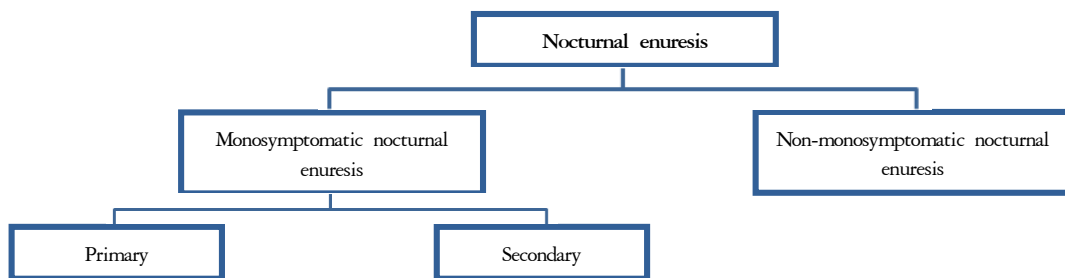 Nocturnal enuresis
Monosymptomatic nocturnal
enuresis
Non-monosymptomatic nocturnal
enuresis
Primary
Secondary